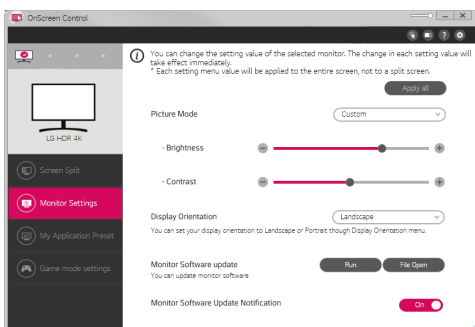 OnScreen Control
You can change the setting value of the selected monitor. The change in each setting value will
take effect immediately.
* Each setting menu value will be applied to the entire screen, not to a split screen.
Apply all
LG HDR 4K
Screen Split
Monitor Settings
My Application Preset
Game mode settings
Picture Mode
Custom
- Brightness
- Contrast
Display Orientation
Landscape
You can set your display orientation to Landscape or Portrait though Display Orientation menu.
Monitor Software update
Run
File Open
You can update monitor software
Monitor Software Update Notification
On